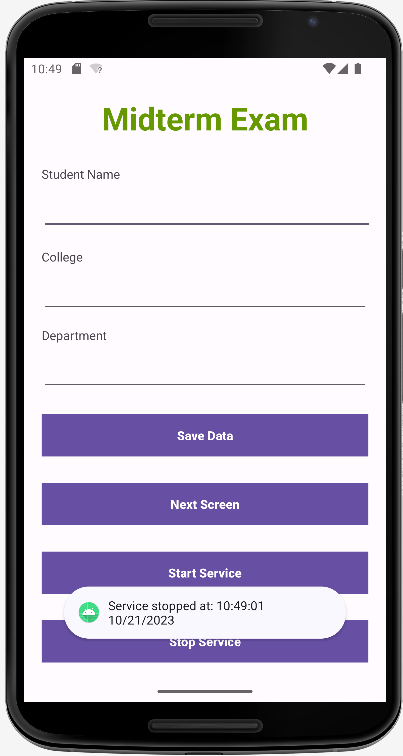 10:49
Midterm Exam
Student Name
College
Department
Save Data
Next Screen
Start Service
Service stopped at: 10:49:01
10/21/2023
Stop Service